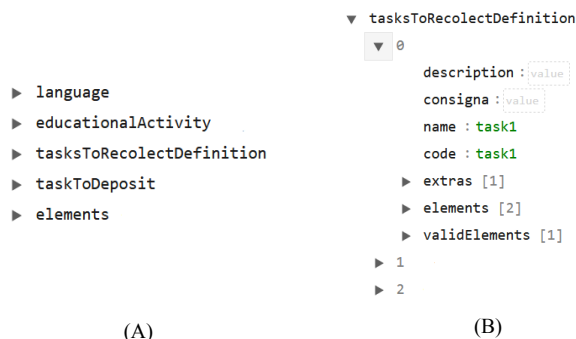 language
educationalActivity
tasksToRecolectDefinition
taskToDeposit
elements
(A)
tasksToRecolectDefinition
0
description : value
consigna : value
name : task1
code : task1
extras [1]
elements [2]
validElements [1]
1
2
(B)